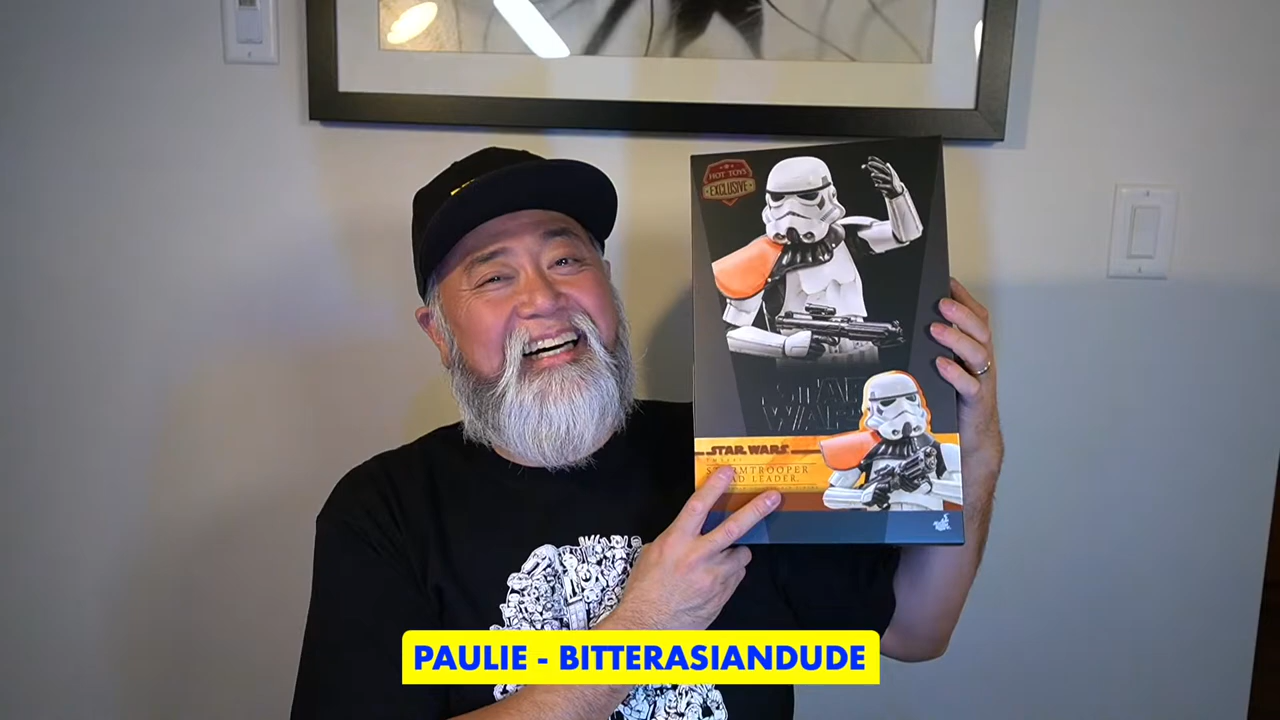 HOT TOYS
EXCLUSIVE
STAR
WARS
STAR WARS
STORMTROOPER
LEADER
PAULIE - BITTERASIANDUDE